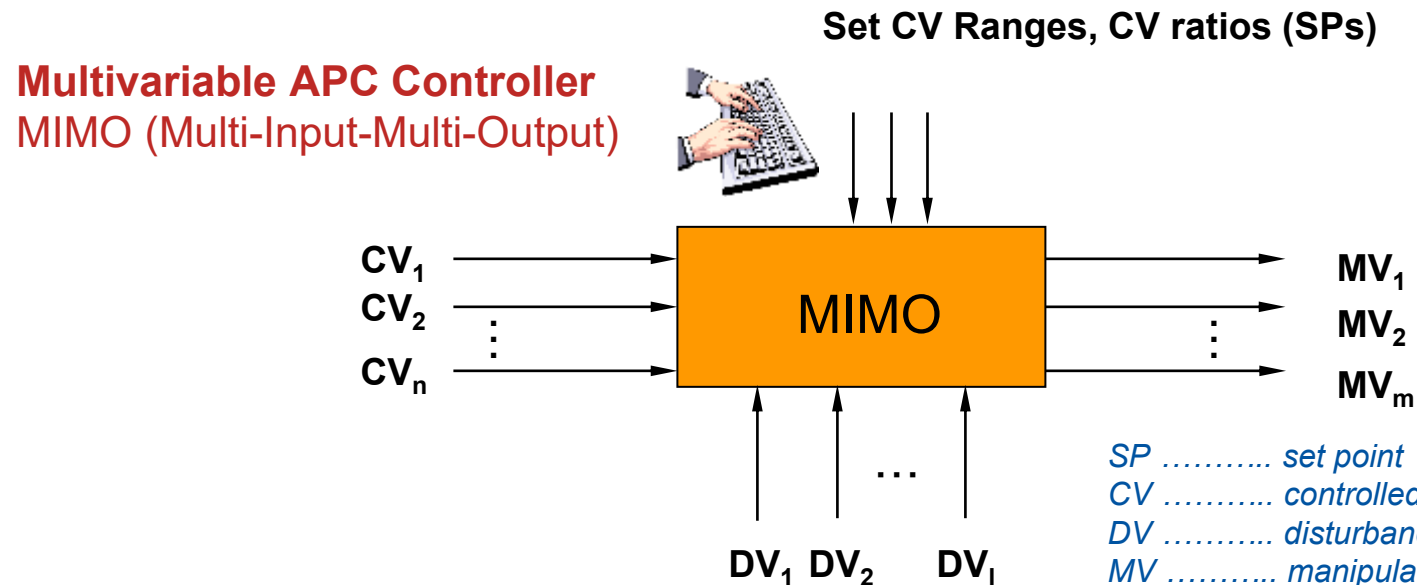 Set CV Ranges, CV ratios (SPs)
Multivariable APC Controller
MIMO (Multi-Input-Multi-Output)
CV₁
CV₂
⋮
CVₙ
MIMO
MV₁
MV₂
⋮
MVₘ
...
DV₁ DV₂ DVₗ
SP ……….. set point
CV ……….. controlled
DV ……….. disturban
MV ……….. manipula